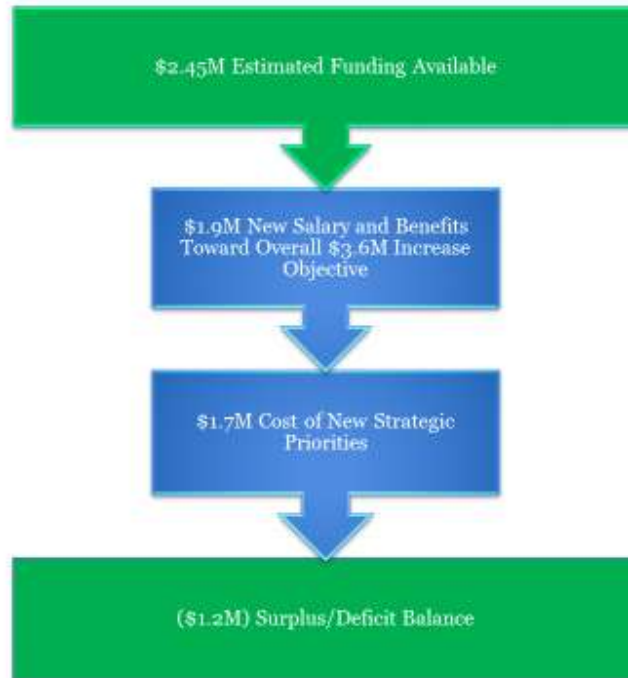 $2.45M Estimated Funding Available
$1.9M New Salary and Benefits
Toward Overall $3.6M Increase
Objective
$1.7M Cost of New Strategic
Priorities
($1.2M) Surplus/Deficit Balance